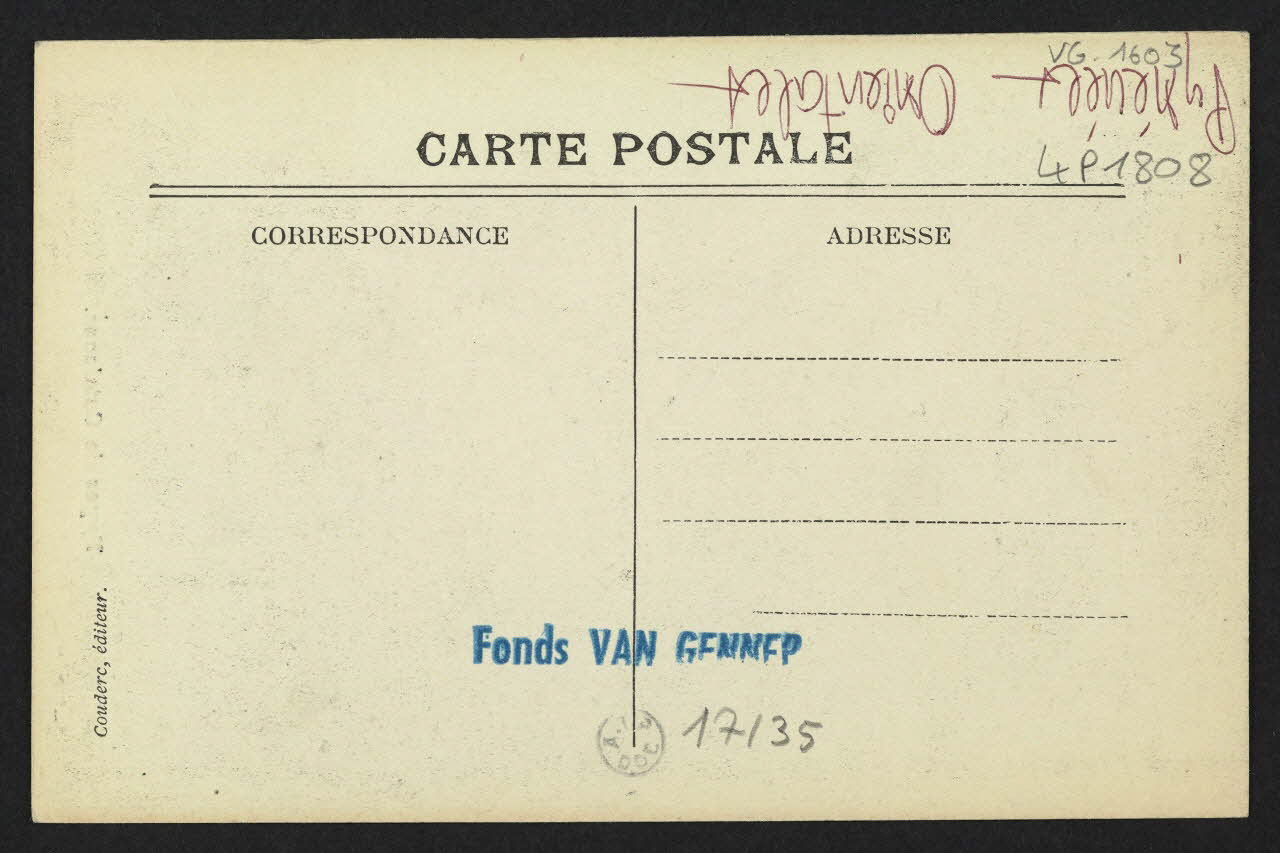 VG. 1603
Pyrénées
Orientales
CARTE POSTALE
4P1808
CORRESPONDANCE
ADRESSE
Couderc, éditeur.
Fonds VAN GENNEP
17/35